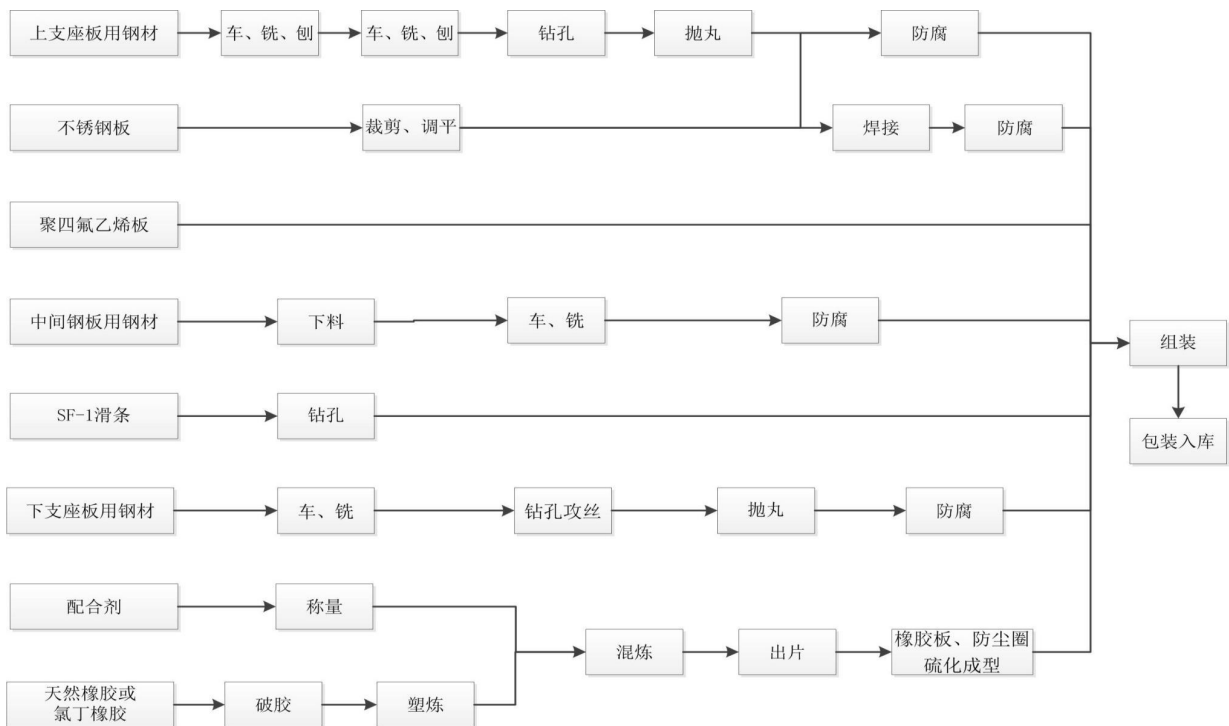 上支座板用钢材
车、铣、刨
车、铣、刨
钻孔
抛丸
防腐
不锈钢板
裁剪、调平
焊接
防腐
聚四氟乙烯板
中间钢板用钢材
下料
车、铣
防腐
组装
SF-1滑条
钻孔
包装入库
下支座板用钢材
车、铣
钻孔攻丝
抛丸
防腐
配合剂
称量
混炼
出片
橡胶板、防尘圈
硫化成型
天然橡胶或
氯丁橡胶
破胶
塑炼